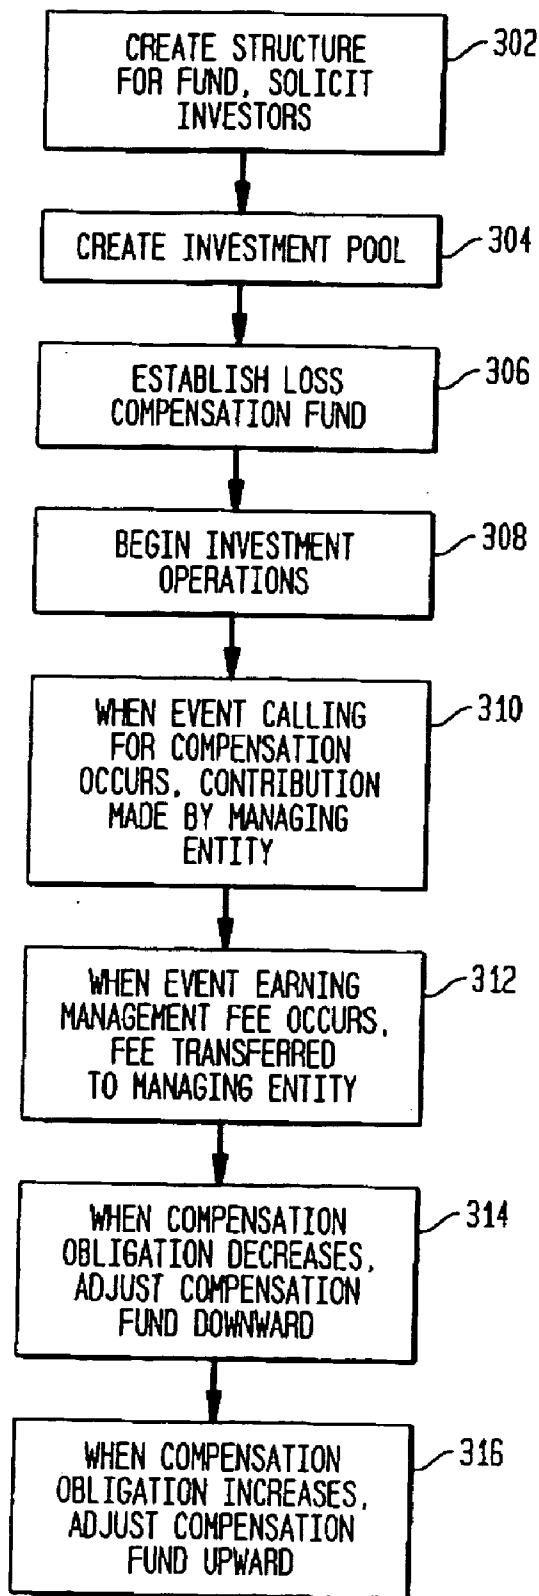 CREATE STRUCTURE
FOR FUND, SOLICIT
INVESTORS
302
CREATE INVESTMENT POOL
304
ESTABLISH LOSS
COMPENSATION FUND
306
BEGIN INVESTMENT
OPERATIONS
308
WHEN EVENT CALLING
FOR COMPENSATION
OCCURS, CONTRIBUTION
MADE BY MANAGING
ENTITY
310
WHEN EVENT EARNING
MANAGEMENT FEE OCCURS,
FEE TRANSFERRED
TO MANAGING ENTITY
312
WHEN COMPENSATION
OBLIGATION DECREASES,
ADJUST COMPENSATION
FUND DOWNWARD
314
WHEN COMPENSATION
OBLIGATION INCREASES,
ADJUST COMPENSATION
FUND UPWARD
316